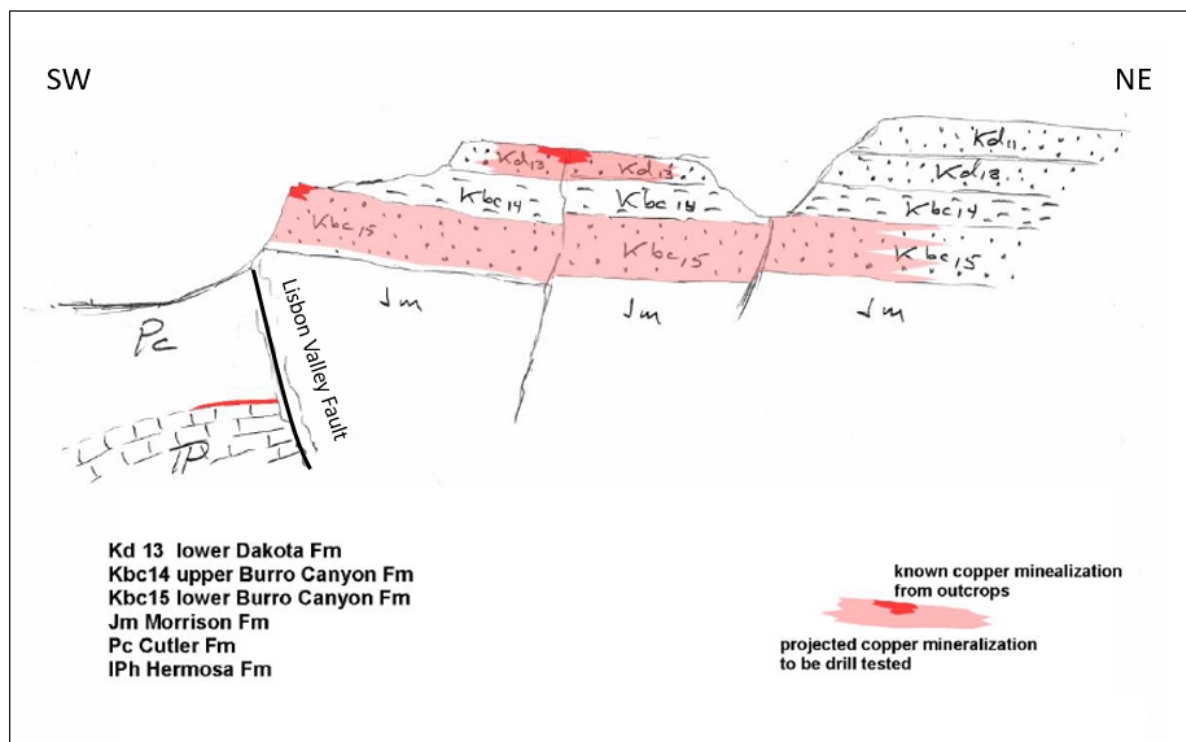 SW
NE
Kd11
Kd13
Kd13
Kd13
Kbc14
Kbc14
Kbc14
Kbc15
Kbc15
Kbc15
Jm
Jm
Jm
Pc
Lisbon Valley Fault
IP
Kd 13 lower Dakota Fm
Kbc14 upper Burro Canyon Fm
Kbc15 lower Burro Canyon Fm
Jm Morrison Fm
Pc Cutler Fm
IPh Hermosa Fm
known copper minealization
from outcrops
projected copper mineralization
to be drill tested